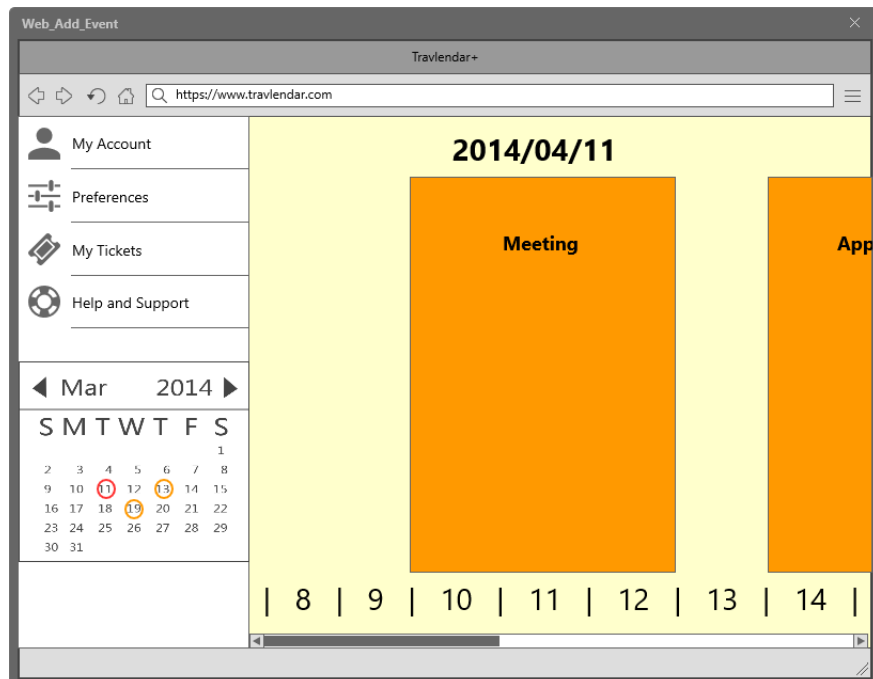 Web_Add_Event
Travlendar+
https://www.travlendar.com
My Account
Preferences
My Tickets
Help and Support
Mar 2014
S M T W T F S
1
2 3 4 5 6 7 8
9 10 11 12 13 14 15
16 17 18 19 20 21 22
23 24 25 26 27 28 29
30 31
2014/04/11
Meeting
App
| 8 | 9 | 10 | 11 | 12 | 13 | 14 |